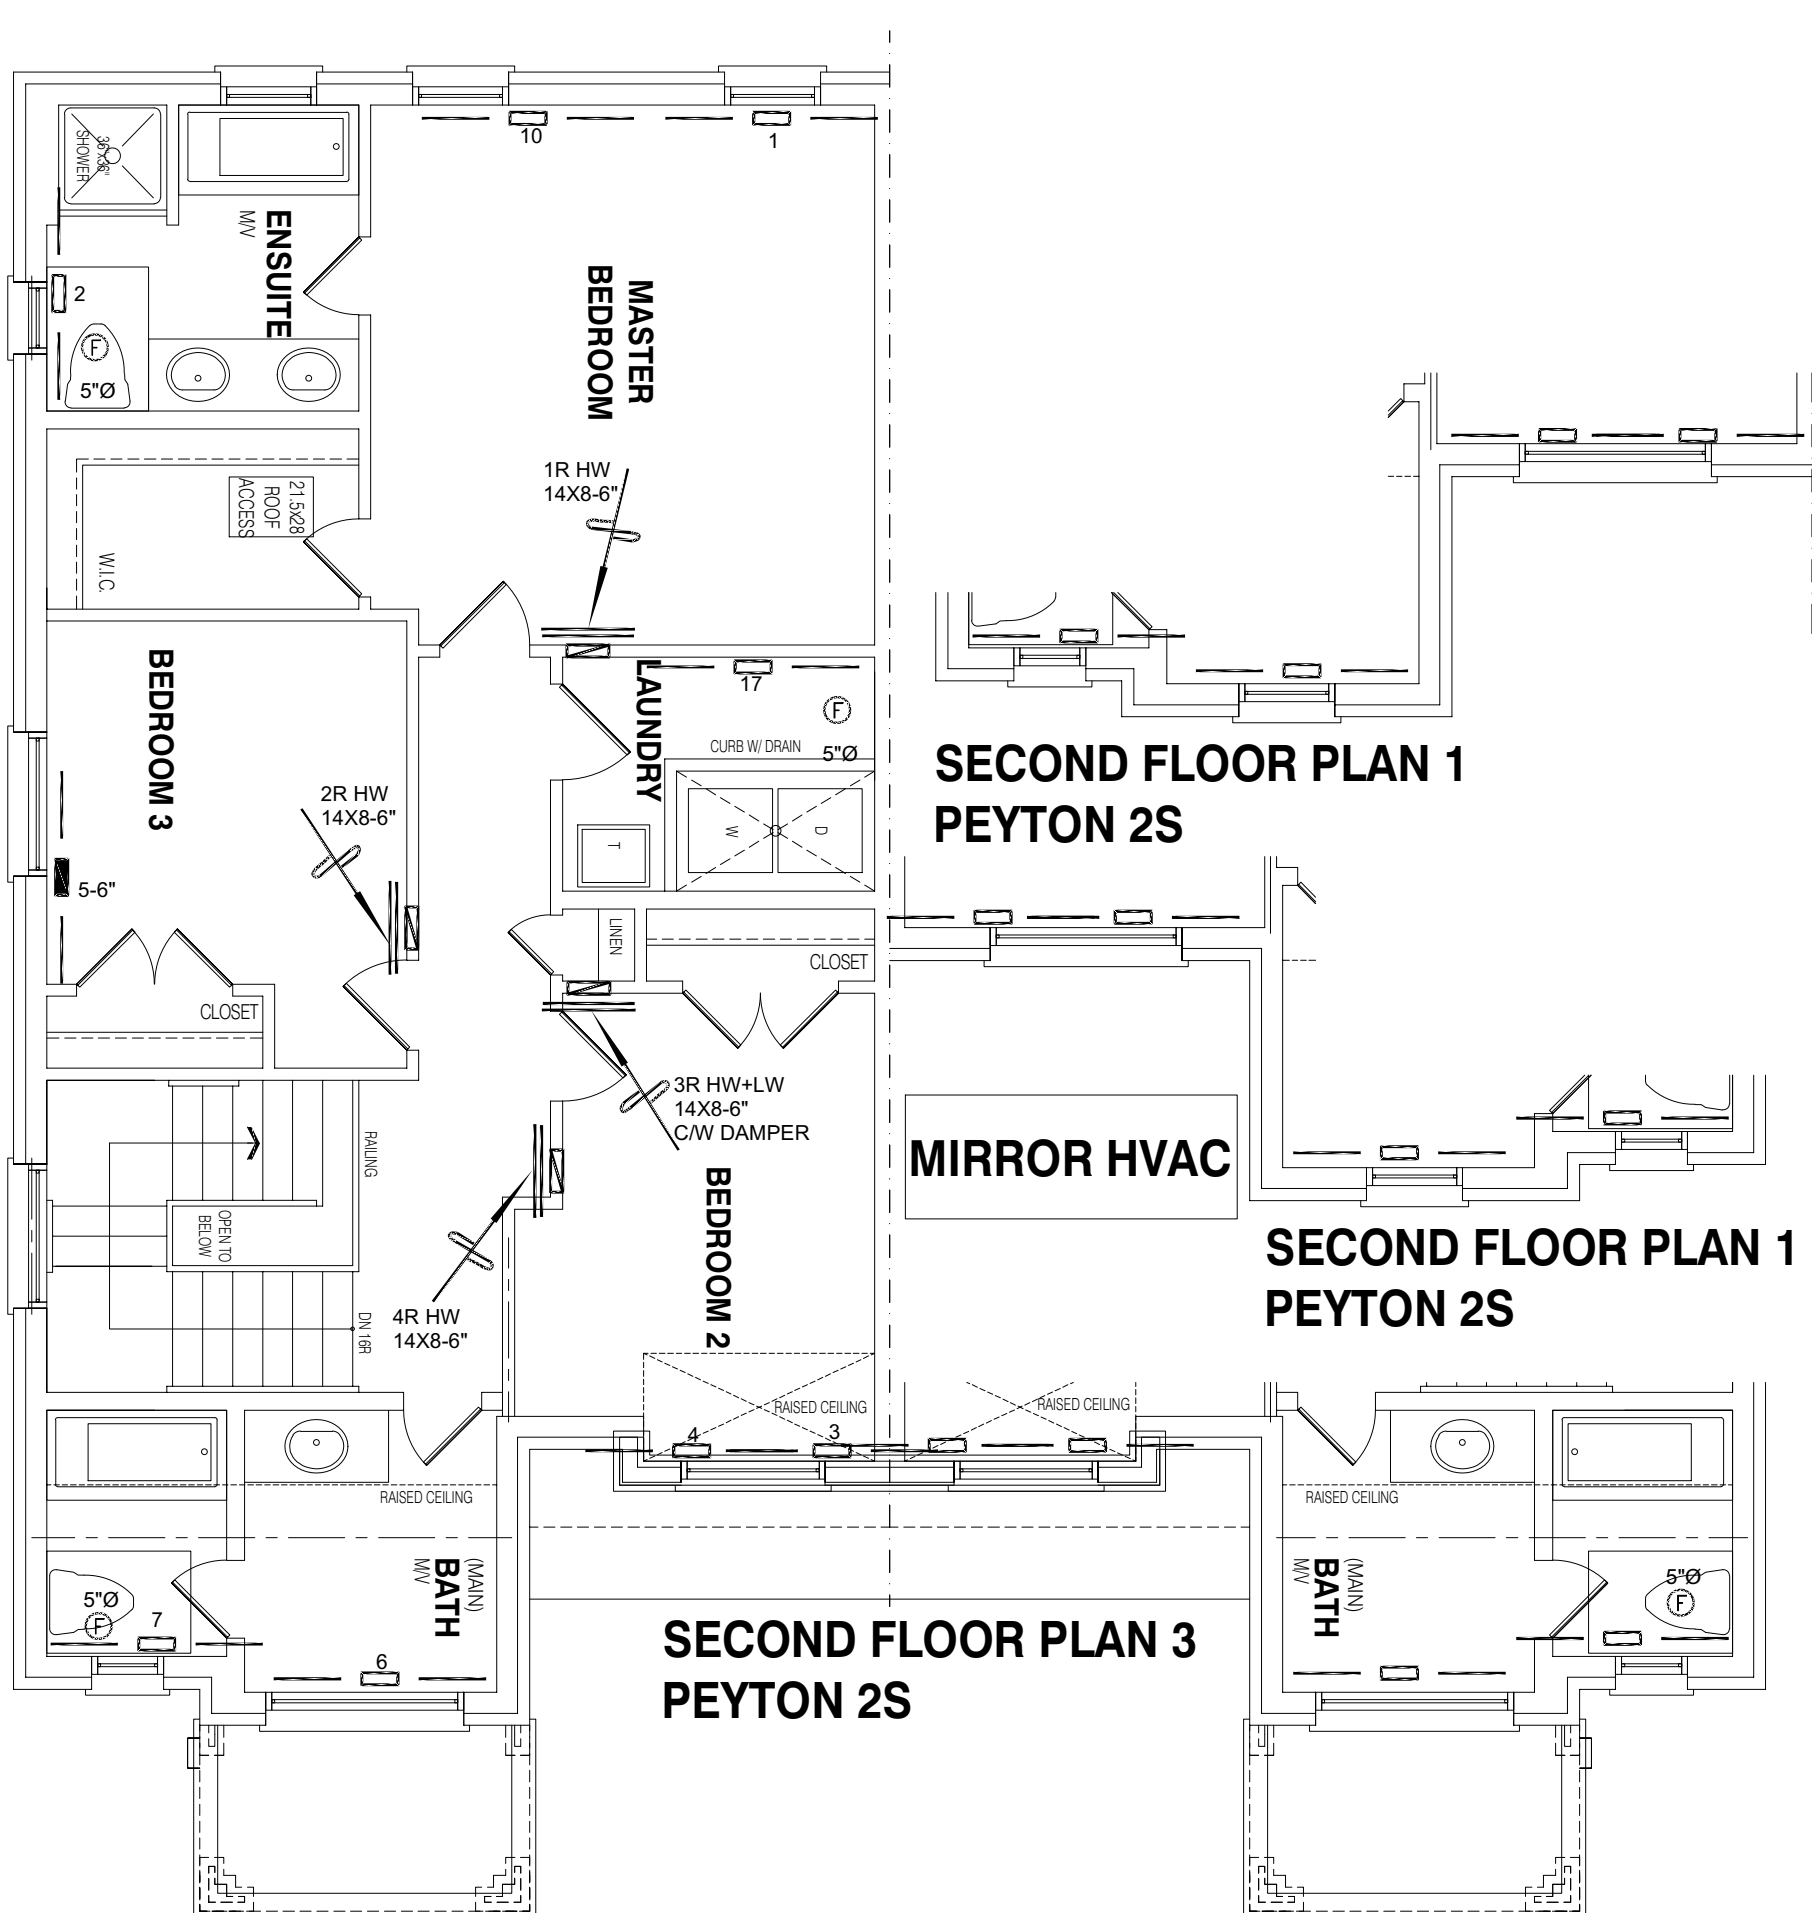 10
1
36"x36"
SHOWER
ENSUITE
M/V
2
F
5"Ø
MASTER
BEDROOM
1R HW
14X8-6"
21.5x28
ROOF
ACCESS
W.I.C.
BEDROOM 3
LAUNDRY
17
F
5"Ø
CURB W/ DRAIN
W
D
T
2R HW
14X8-6"
5-6"
LINEN
CLOSET
CLOSET
3R HW+LW
14X8-6"
C/W DAMPER
RAILING
OPEN TO
BELOW
DN 16R
4R HW
14X8-6"
BEDROOM 2
SECOND FLOOR PLAN 1
PEYTON 2S
MIRROR HVAC
SECOND FLOOR PLAN 1
PEYTON 2S
RAISED CEILING
RAISED CEILING
4
3
RAISED CEILING
RAISED CEILING
(MAIN)
BATH
M/V
5"Ø
F
7
6
(MAIN)
BATH
M/V
5"Ø
F
SECOND FLOOR PLAN 3
PEYTON 2S